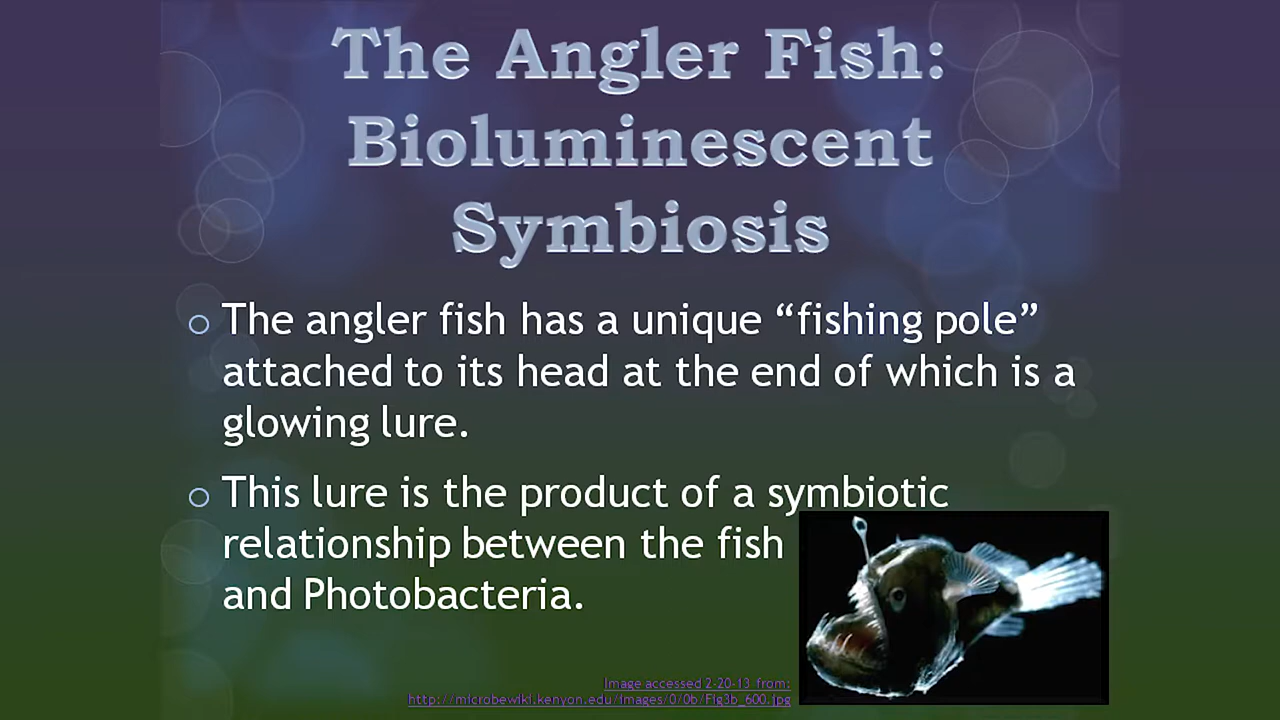 The Angler Fish:
Bioluminescent
Symbiosis
The angler fish has a unique “fishing pole”
attached to its head at the end of which is a
glowing lure.
This lure is the product of a symbiotic
relationship between the fish
and Photobacteria.
Image accessed 2-20-13 from:
http://microbewiki.kenyon.edu/images/0/0b/Fig3b_600.jpg